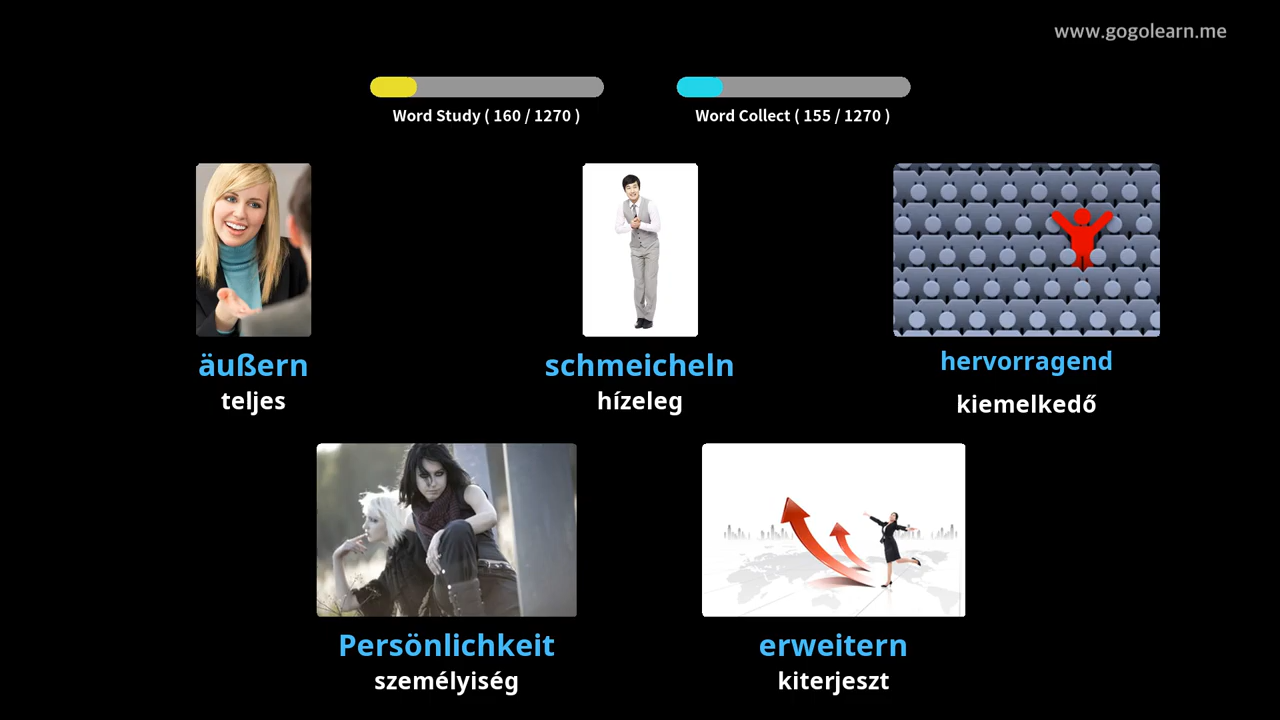 www.gogolearn.me
Word Study ( 160 / 1270 )
Word Collect ( 155 / 1270 )
äußern
teljes
schmeicheln
hízeleg
hervorragend
kiemelkedő
Persönlichkeit
személyiség
erweitern
kiterjeszt